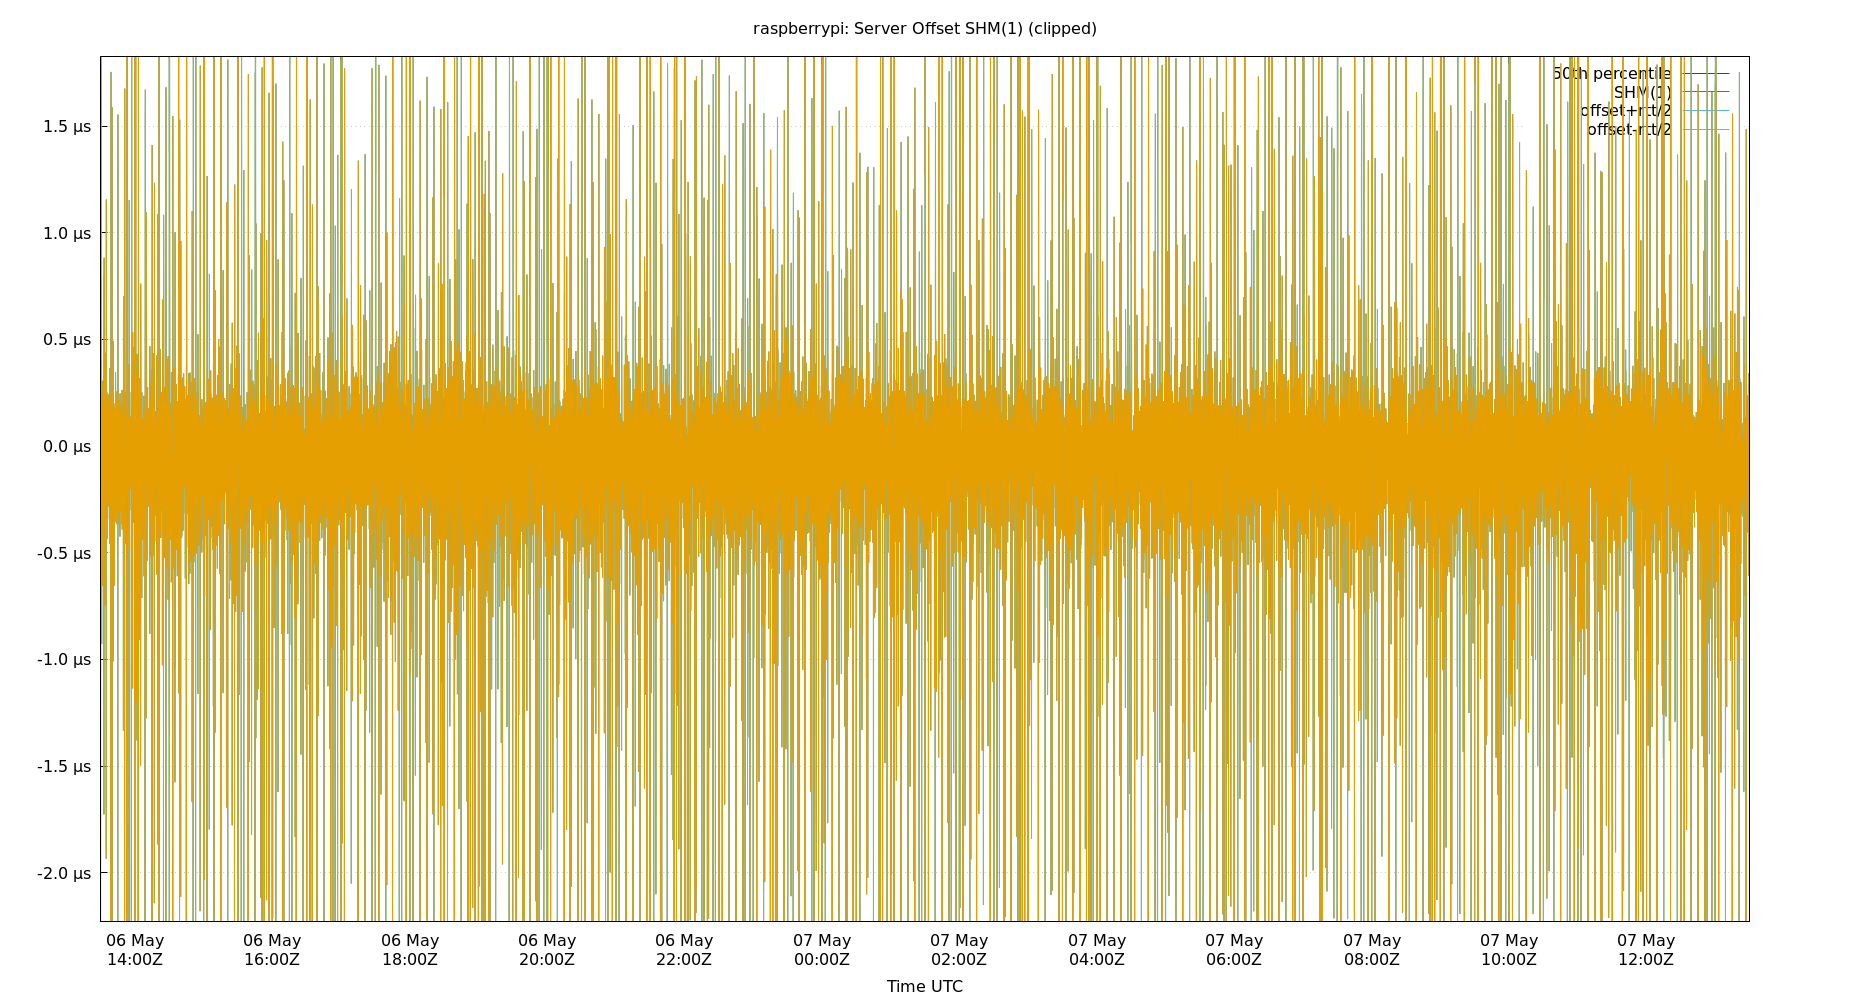 raspberrypi: Server Offset SHM(1) (clipped)
50th percentile
SHM(1)
offset+rtt/2
offset-rtt/2
1.5 µs
1.0 µs
0.5 µs
0.0 µs
-0.5 µs
-1.0 µs
-1.5 µs
-2.0 µs
06 May 06 May 06 May 06 May 06 May 07 May 07 May 07 May 07 May 07 May 07 May 07 May
14:00Z 16:00Z 18:00Z 20:00Z 22:00Z 00:00Z 02:00Z 04:00Z 06:00Z 08:00Z 10:00Z 12:00Z
Time UTC